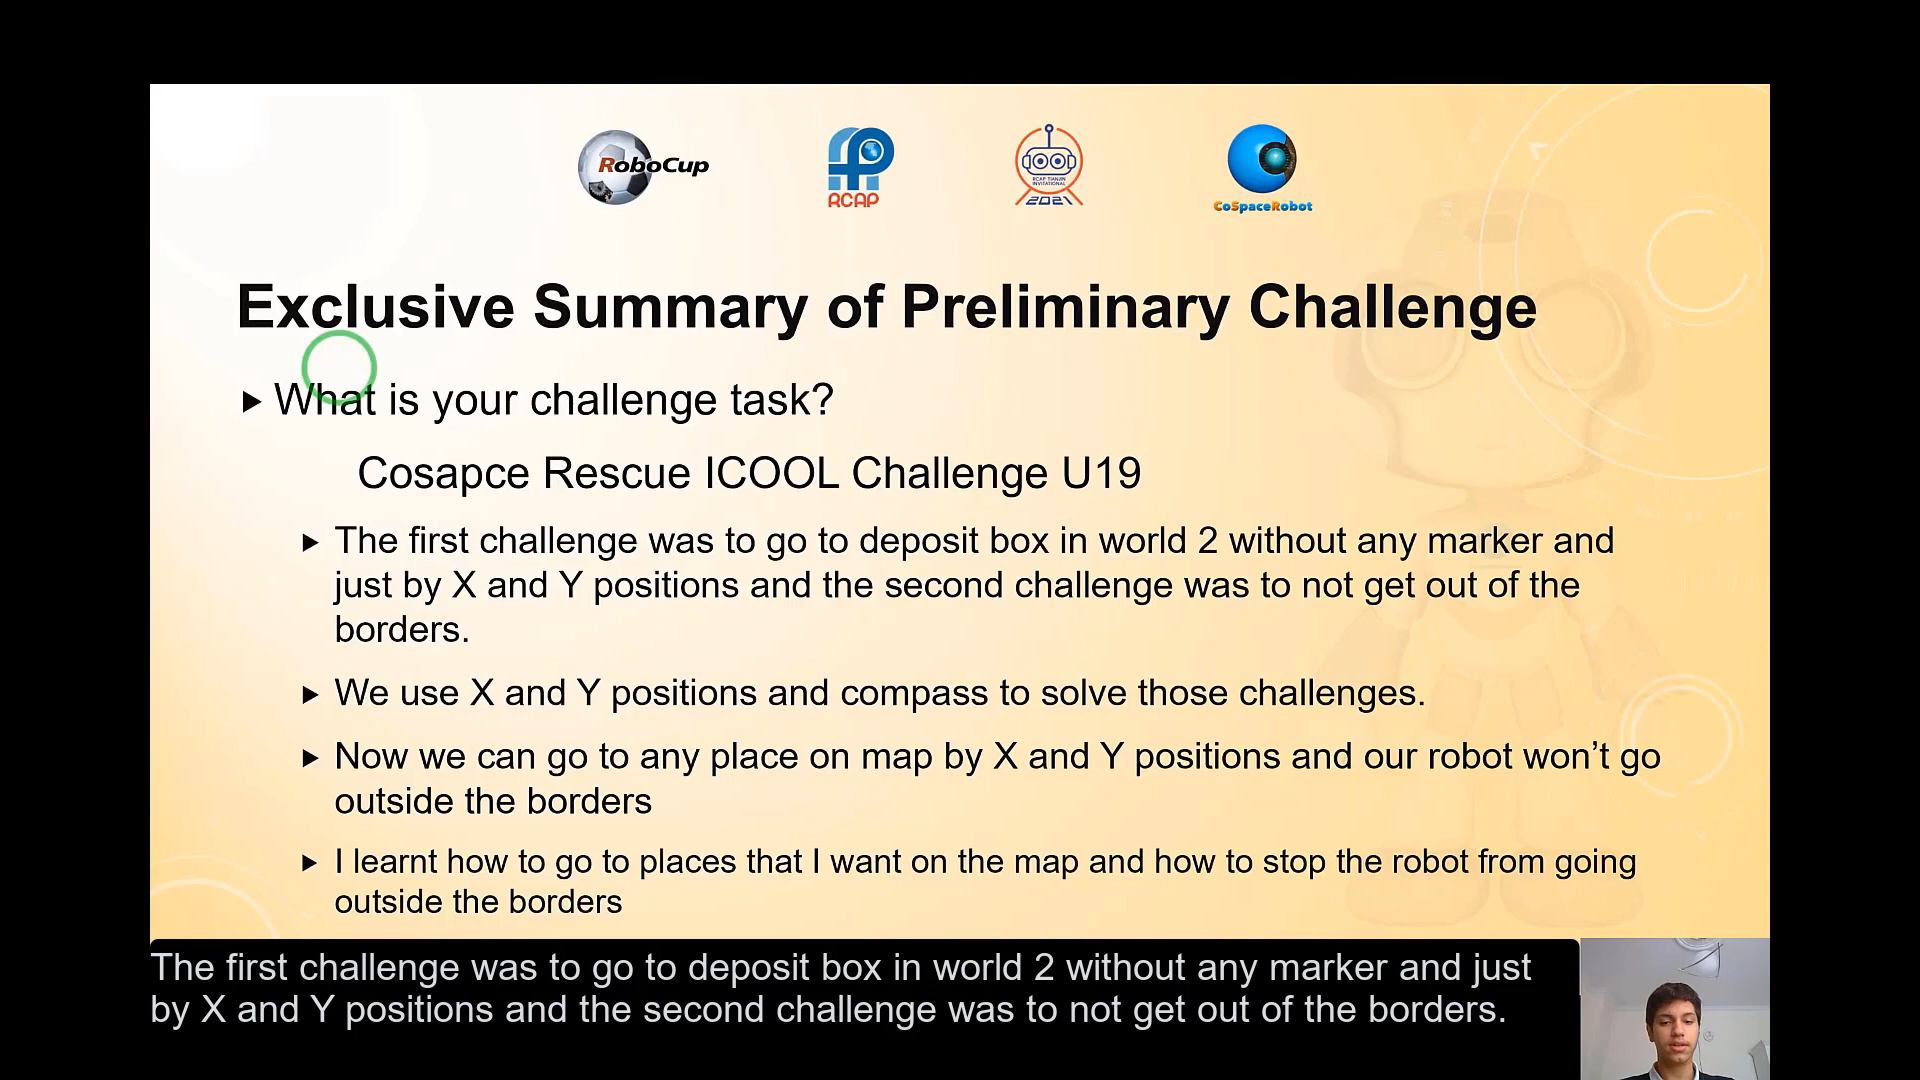 RoboCup
RCAP
RCAP TIANJIN
INVITATIONAL
2021
CoSpaceRobot
Exclusive Summary of Preliminary Challenge
What is your challenge task?
Cosapce Rescue ICOOL Challenge U19
The first challenge was to go to deposit box in world 2 without any marker and
just by X and Y positions and the second challenge was to not get out of the
borders.
We use X and Y positions and compass to solve those challenges.
Now we can go to any place on map by X and Y positions and our robot won’t go
outside the borders
I learnt how to go to places that I want on the map and how to stop the robot from going
outside the borders
The first challenge was to go to deposit box in world 2 without any marker and just
by X and Y positions and the second challenge was to not get out of the borders.